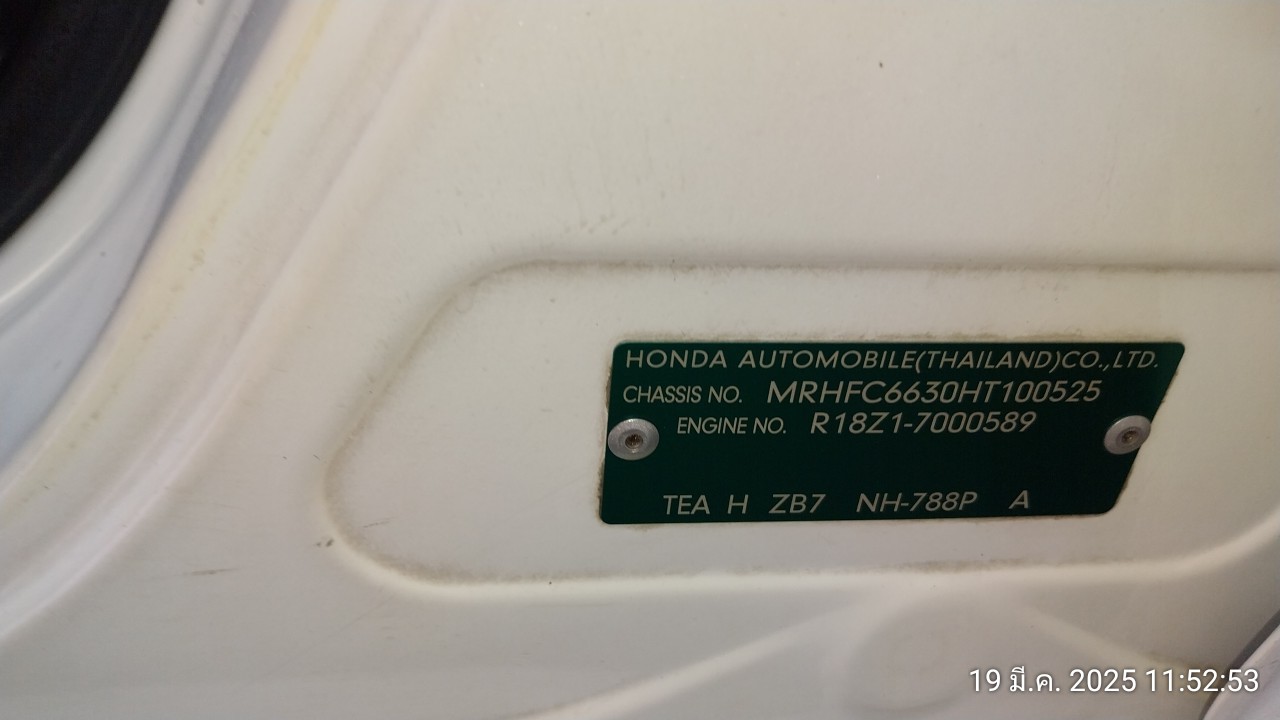 HONDA AUTOMOBILE(THAILAND)CO.,LTD.
CHASSIS NO. MRHFC6630HT100525
ENGINE NO. R18Z1-7000589
TEA H ZB7 NH-788P A
19 มี.ค. 2025 11:52:53